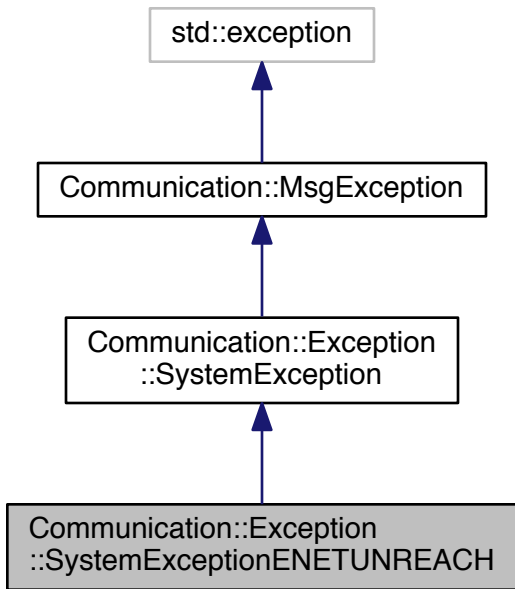 std::exception
Communication::MsgException
Communication::Exception
::SystemException
Communication::Exception
::SystemExceptionENETUNREACH